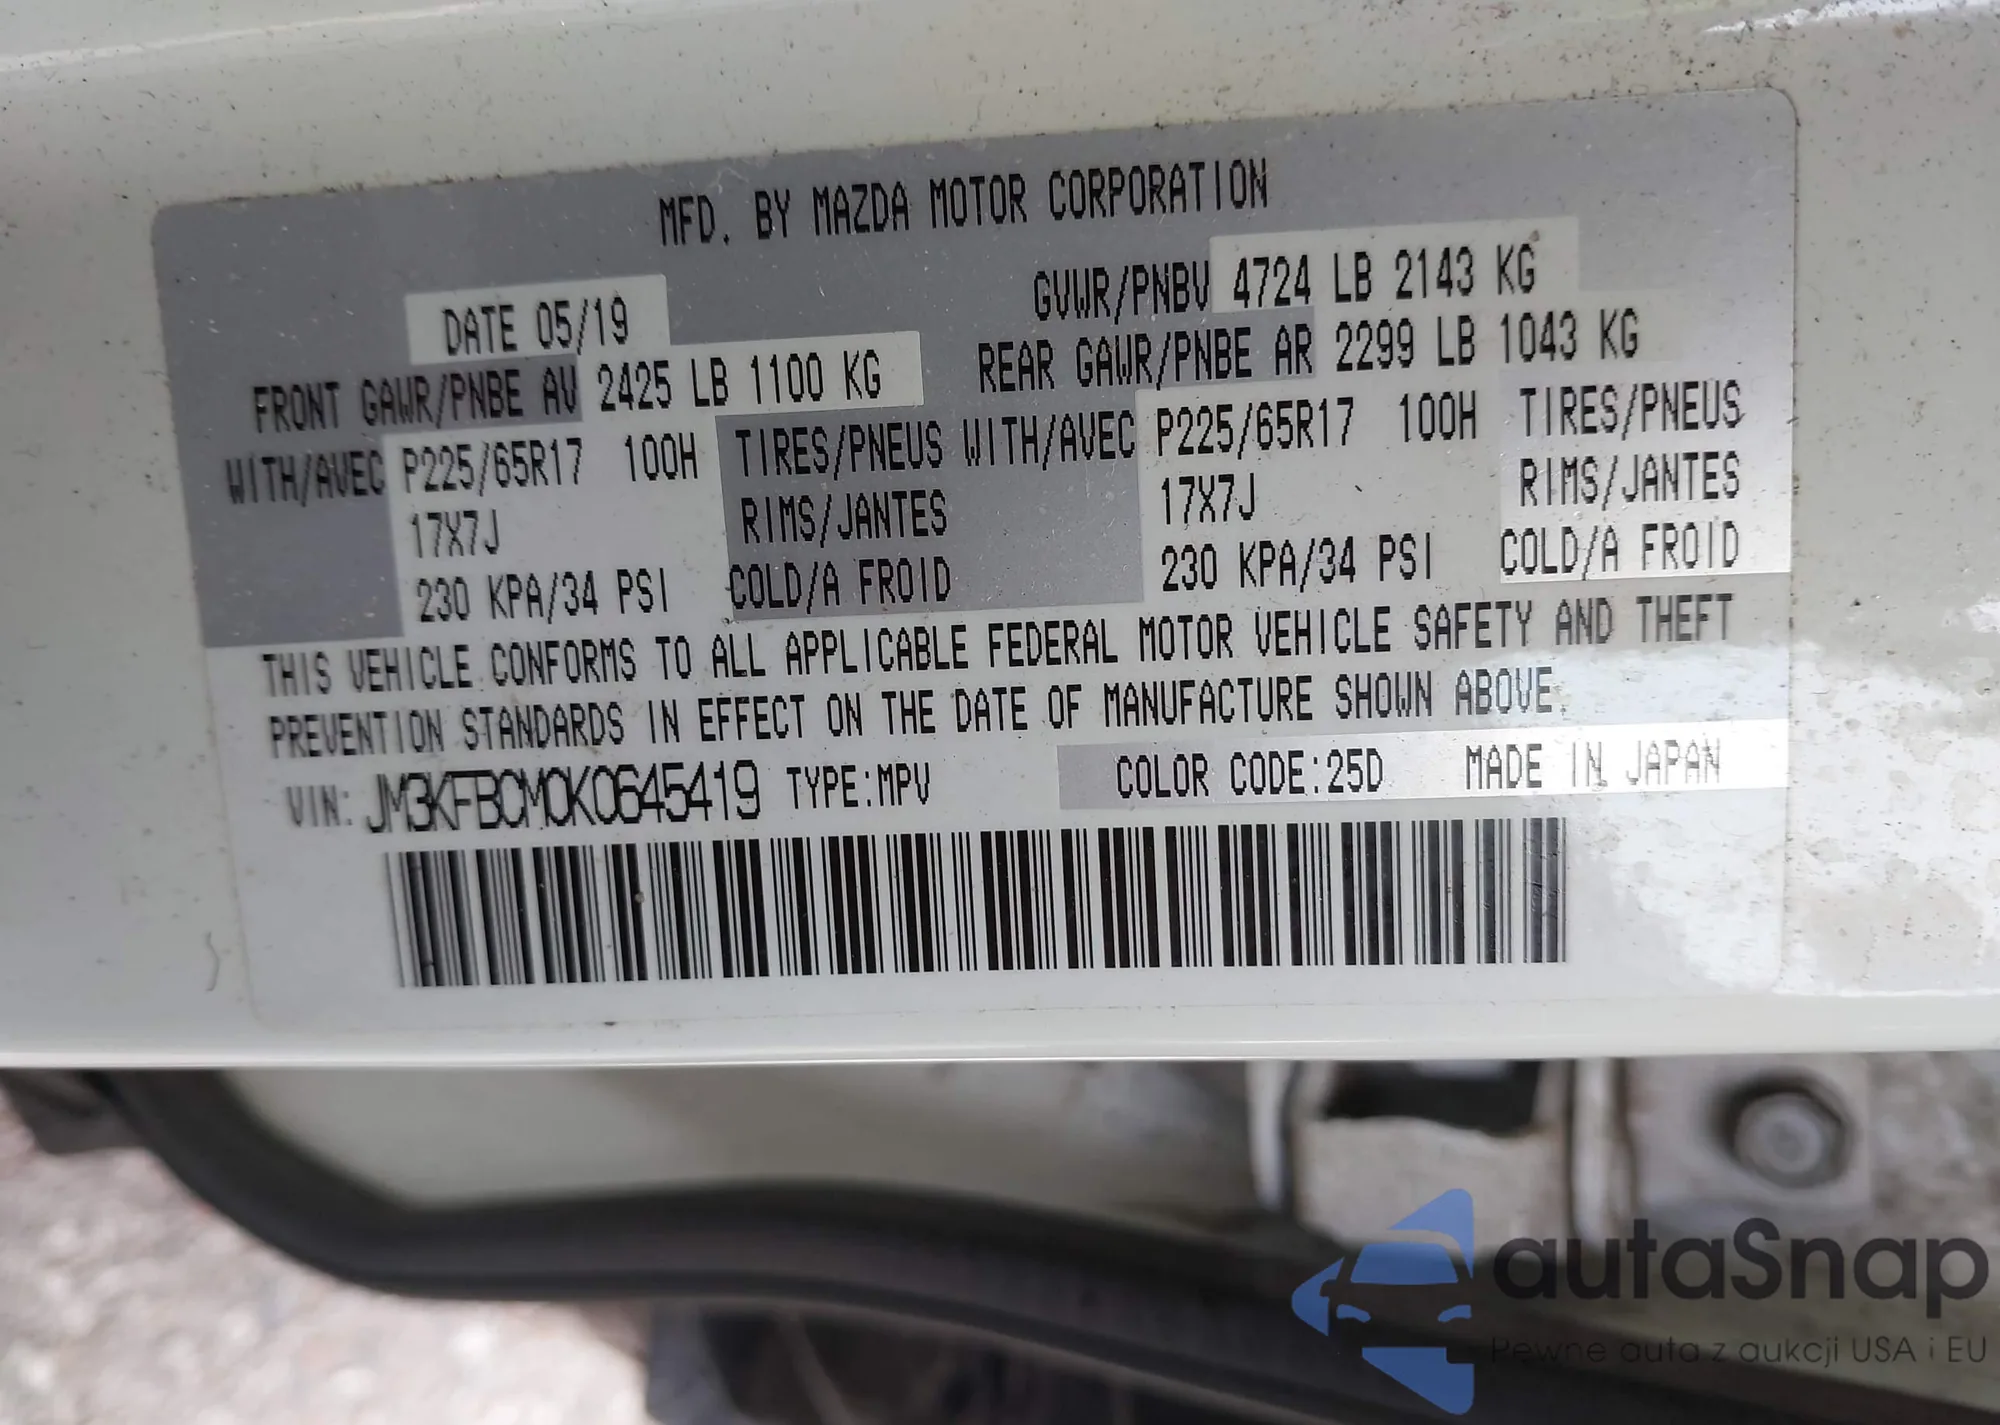 MFD. BY MAZDA MOTOR CORPORATION
DATE 05/19 GVWR/PNBV 4724 LB 2143 KG
FRONT GAWR/PNBE AV 2425 LB 1100 KG REAR GAWR/PNBE AR 2299 LB 1043 KG
WITH/AVEC P225/65R17 100H TIRES/PNEUS WITH/AVEC P225/65R17 100H TIRES/PNEUS
17X7J RIMS/JANTES 17X7J RIMS/JANTES
230 KPA/34 PSI COLD/A FROID 230 KPA/34 PSI COLD/A FROID
THIS VEHICLE CONFORMS TO ALL APPLICABLE FEDERAL MOTOR VEHICLE SAFETY AND THEFT
PREVENTION STANDARDS IN EFFECT ON THE DATE OF MANUFACTURE SHOWN ABOVE.
VIN: JM3KFBCM0K0645419 TYPE:MPV COLOR CODE:25D MADE IN JAPAN
autaSnap
Pewne auta z aukcji USA i EU